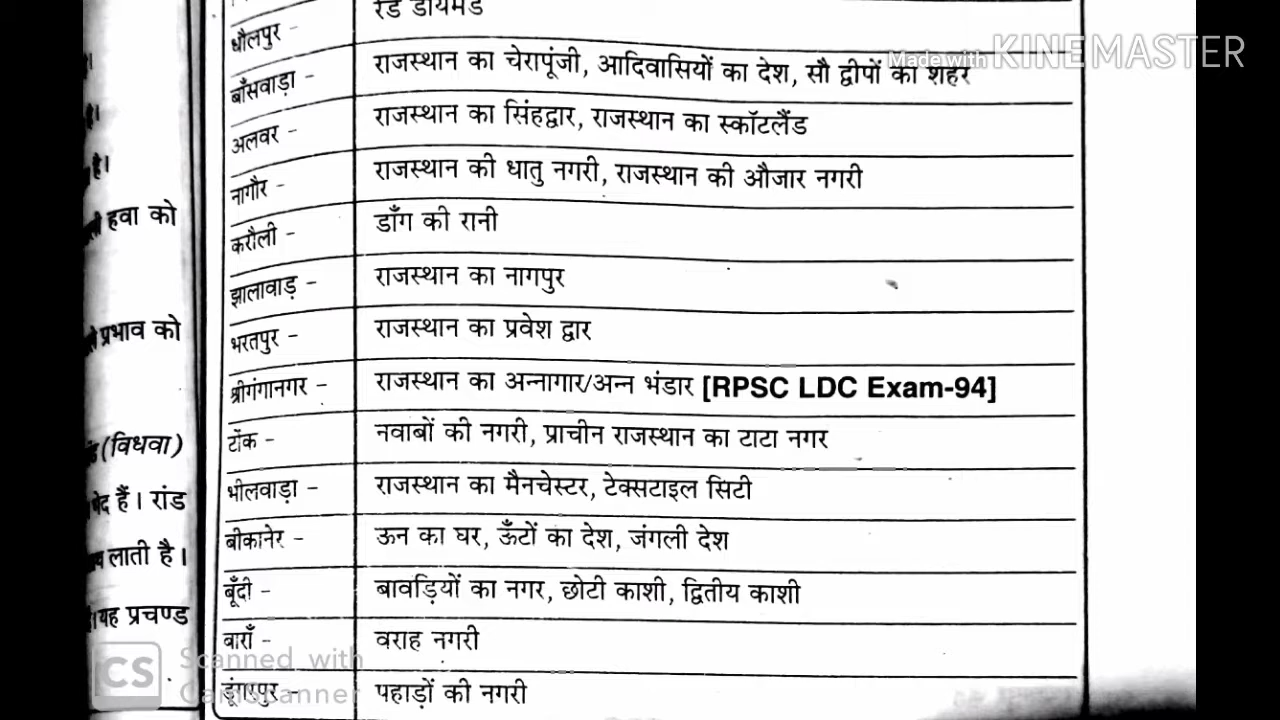 रेड डायमंड
धौलपुर -
Made with KINEMASTER
बाँसवाड़ा - राजस्थान का चेरापूंजी, आदिवासियों का देश, सौ द्वीपों का शहर
अलवर - राजस्थान का सिंहद्वार, राजस्थान का स्कॉटलैंड
नागौर - राजस्थान की धातु नगरी, राजस्थान की औजार नगरी
करौली - डाँग की रानी
झालावाड़ - राजस्थान का नागपुर
भरतपुर - राजस्थान का प्रवेश द्वार
श्रीगंगानगर - राजस्थान का अन्नागार/अन्न भंडार [RPSC LDC Exam-94]
टोंक - नवाबों की नगरी, प्राचीन राजस्थान का टाटा नगर
भीलवाड़ा - राजस्थान का मैनचेस्टर, टेक्सटाइल सिटी
बीकानेर - ऊन का घर, ऊँटों का देश, जंगली देश
बूँदी - बावड़ियों का नगर, छोटी काशी, द्वितीय काशी
बाराँ - वराह नगरी
डूंगरपुर - पहाड़ों की नगरी
है।
हवा को
प्रभाव को
(विधवा)
हैं। रांड
लाती है।
यह प्रचण्ड
CS Scanned with
CamScanner